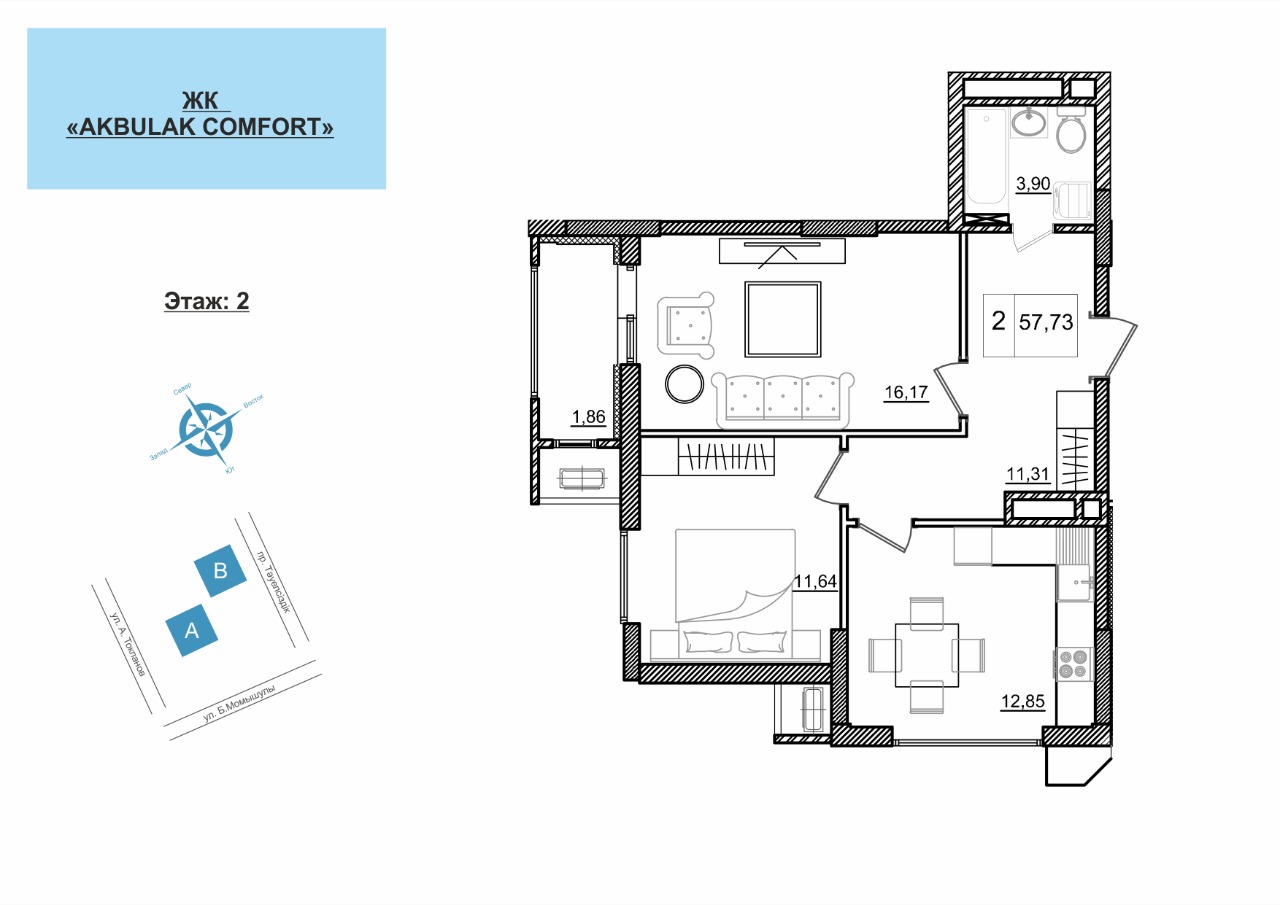 ЖК
«AKBULAK COMFORT»
Этаж: 2
Север
Восток
Запад
Юг
B
A
пр. Тәуелсіздік
ул. А. Токпанов
ул. Б.Момышулы
3,90
2 57,73
16,17
1,86
11,31
11,64
12,85